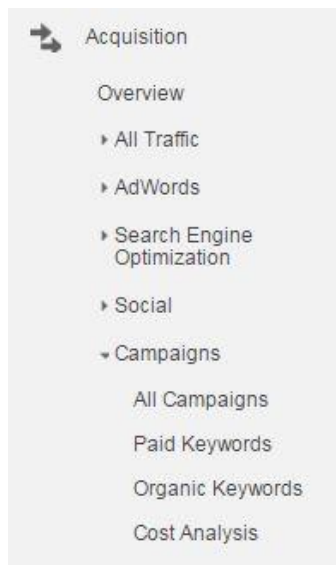 Acquisition
Overview
All Traffic
AdWords
Search Engine
Optimization
Social
Campaigns
All Campaigns
Paid Keywords
Organic Keywords
Cost Analysis